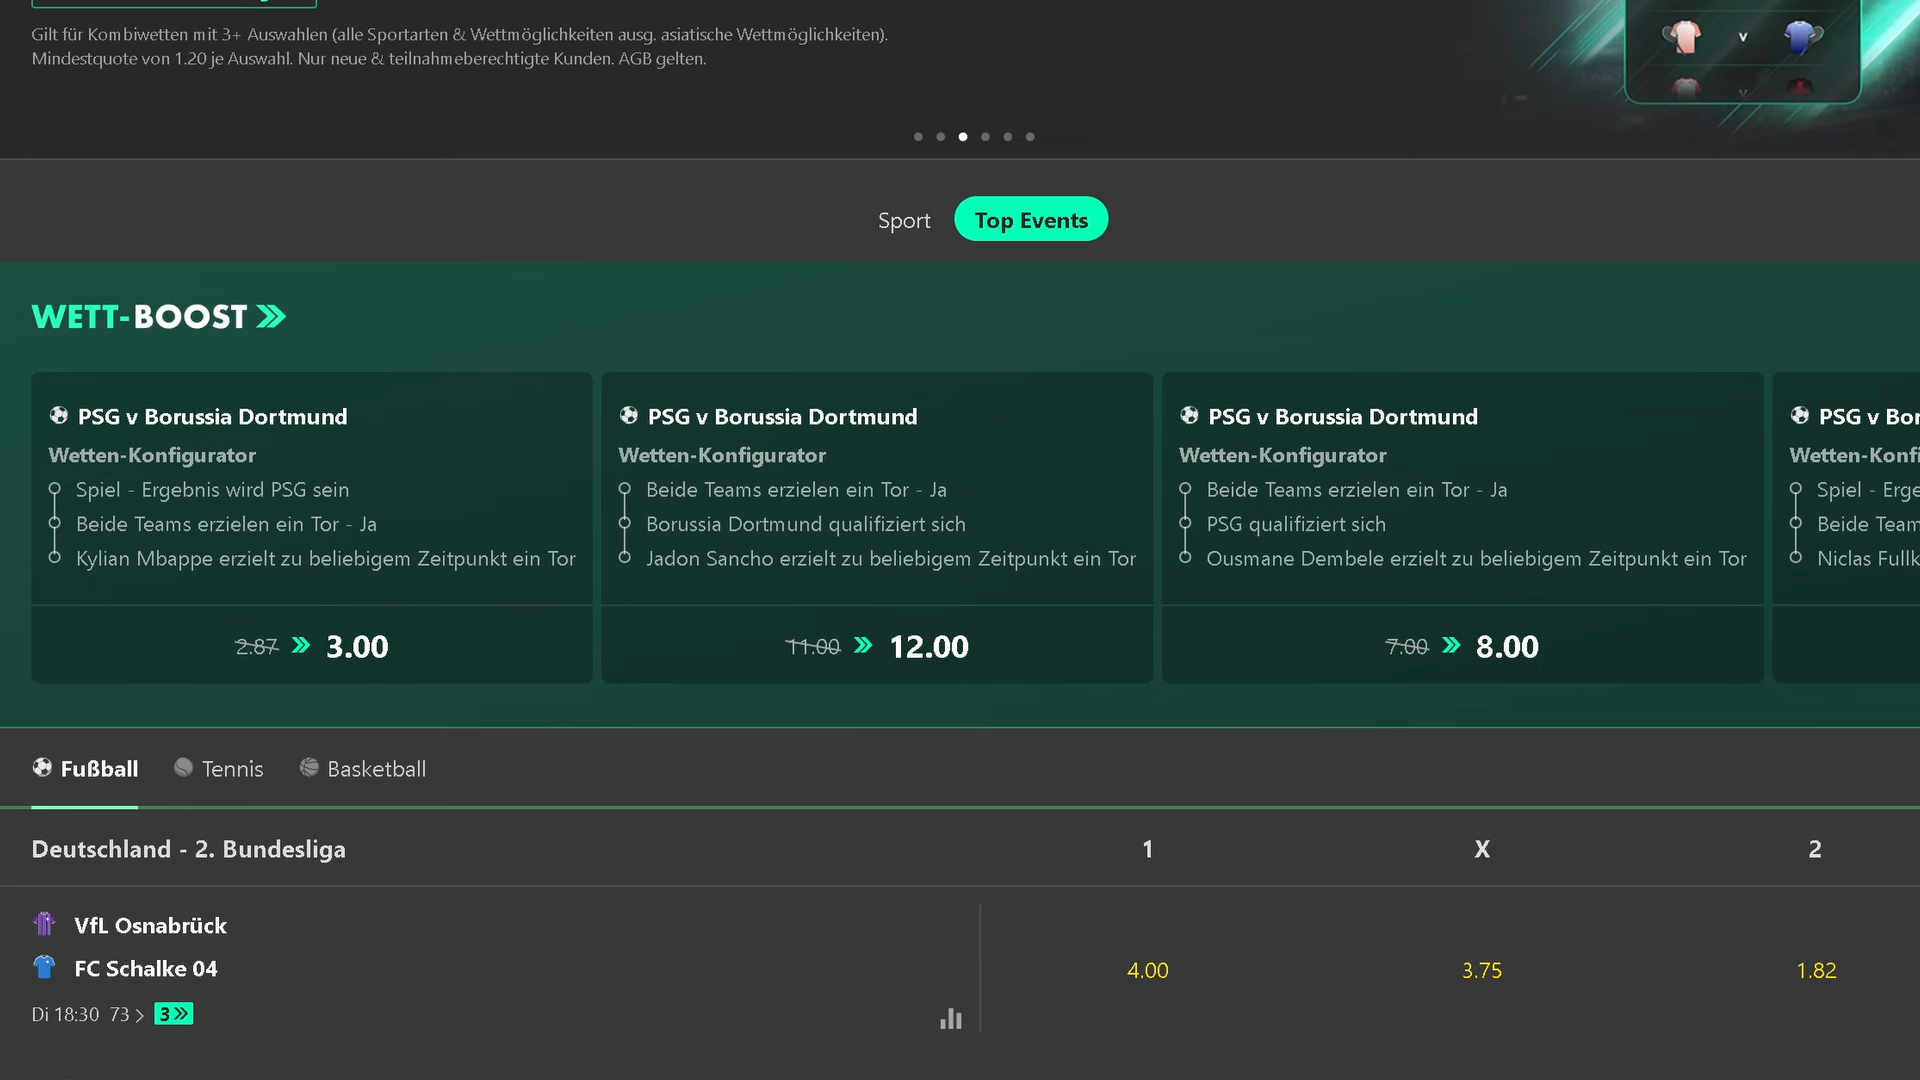 Gilt für Kombiwetten mit 3+ Auswahlen (alle Sportarten & Wettmöglichkeiten ausg. asiatische Wettmöglichkeiten).
Mindestquote von 1.20 je Auswahl. Nur neue & teilnahmeberechtigte Kunden. AGB gelten.
v
v
Sport Top Events
WETT-BOOST
PSG v Borussia Dortmund
Wetten-Konfigurator
Spiel - Ergebnis wird PSG sein
Beide Teams erzielen ein Tor - Ja
Kylian Mbappe erzielt zu beliebigem Zeitpunkt ein Tor
2.87 3.00
PSG v Borussia Dortmund
Wetten-Konfigurator
Beide Teams erzielen ein Tor - Ja
Borussia Dortmund qualifiziert sich
Jadon Sancho erzielt zu beliebigem Zeitpunkt ein Tor
11.00 12.00
PSG v Borussia Dortmund
Wetten-Konfigurator
Beide Teams erzielen ein Tor - Ja
PSG qualifiziert sich
Ousmane Dembele erzielt zu beliebigem Zeitpunkt ein Tor
7.00 8.00
PSG v Bor
Wetten-Konfi
Spiel - Erge
Beide Team
Niclas Fullk
Fußball Tennis Basketball
Deutschland - 2. Bundesliga 1 X 2
VfL Osnabrück
FC Schalke 04
4.00 3.75 1.82
Di 18:30 73 > 3